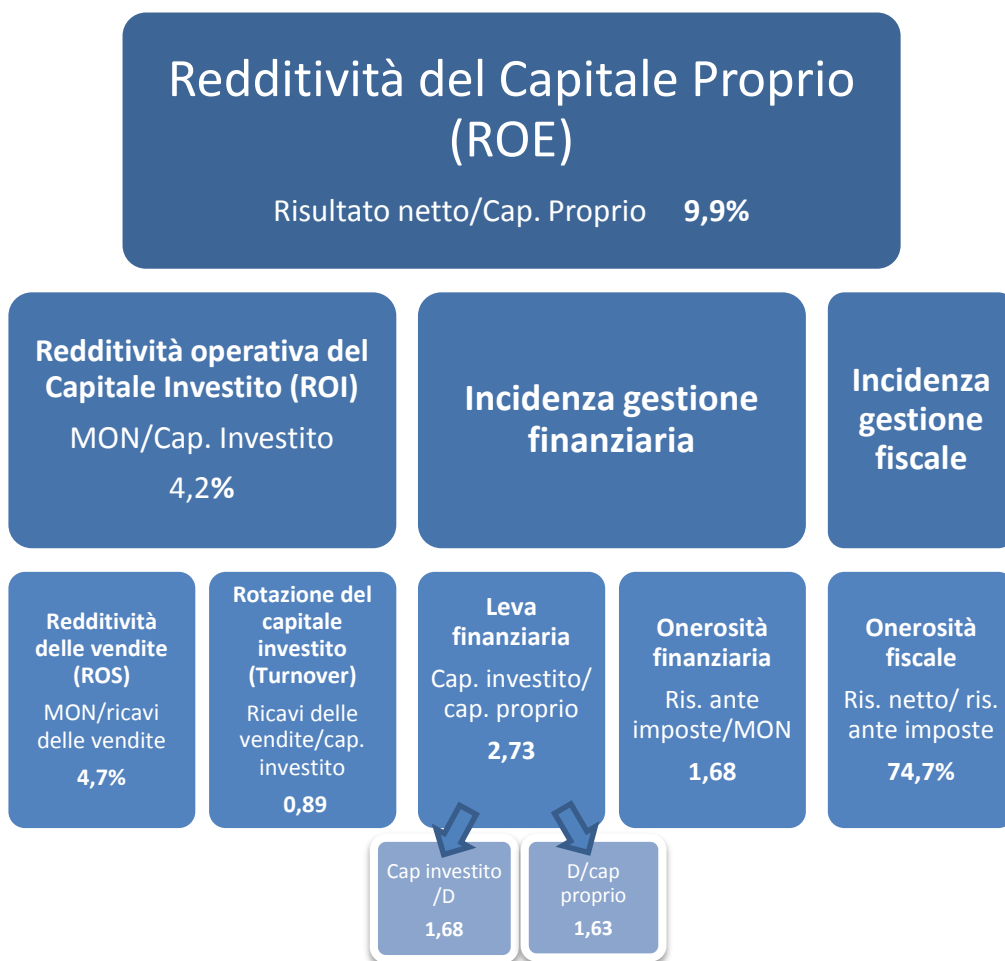 Redditività del Capitale Proprio
(ROE)
Risultato netto/Cap. Proprio 9,9%
Redditività operativa del
Capitale Investito (ROI)
MON/Cap. Investito
4,2%
Incidenza gestione
finanziaria
Incidenza
gestione
fiscale
Redditività
delle vendite
(ROS)
MON/ricavi
delle vendite
4,7%
Rotazione del
capitale
investito
(Turnover)
Ricavi delle
vendite/cap.
investito
0,89
Leva
finanziaria
Cap. investito/
cap. proprio
2,73
Onerosità
finanziaria
Ris. ante
imposte/MON
1,68
Onerosità
fiscale
Ris. netto/ ris.
ante imposte
74,7%
Cap investito
/D
1,68
D/cap
proprio
1,63